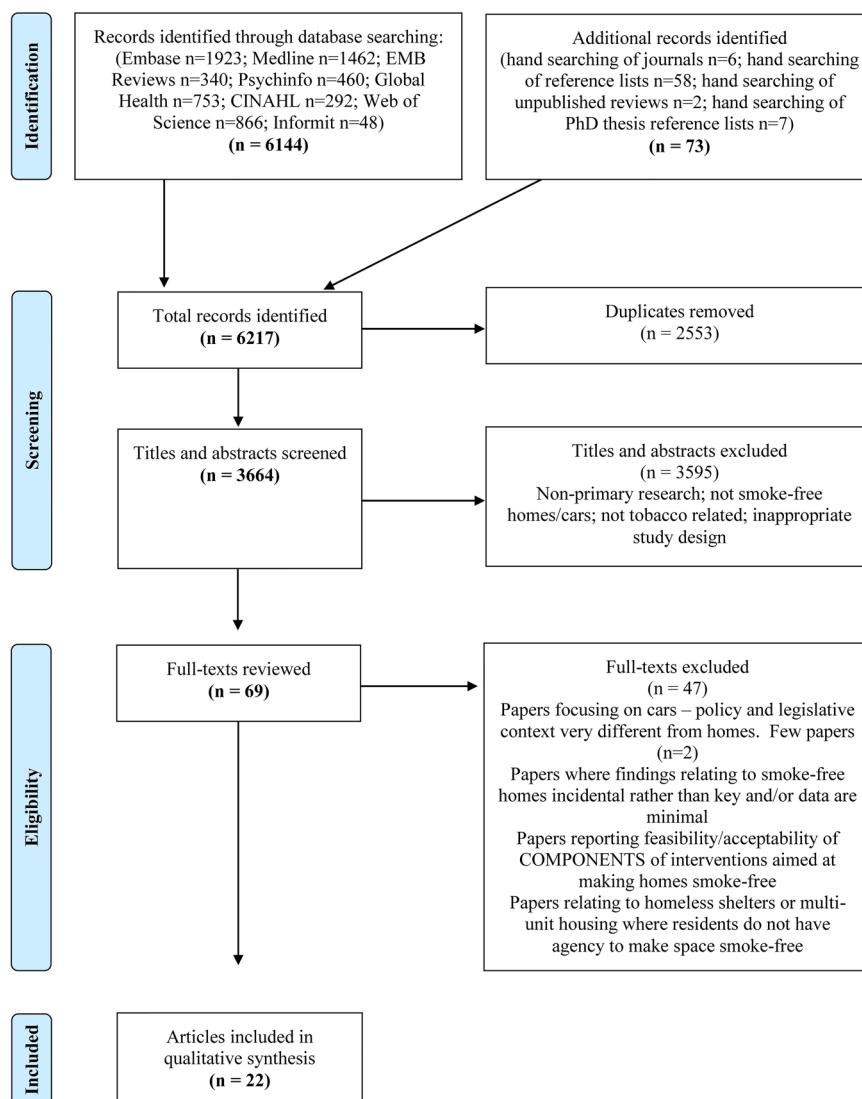 Identification
Records identified through database searching:
(Embase n=1923; Medline n=1462; EMB
Reviews n=340; Psychinfo n=460; Global
Health n=753; CINAHL n=292; Web of
Science n=866; Informit n=48)
(n = 6144)
Additional records identified
(hand searching of journals n=6; hand searching
of reference lists n=58; hand searching of
unpublished reviews n=2; hand searching of
PhD thesis reference lists n=7)
(n = 73)
Screening
Total records identified
(n = 6217)
Duplicates removed
(n = 2553)
Titles and abstracts screened
(n = 3664)
Titles and abstracts excluded
(n = 3595)
Non-primary research; not smoke-free
homes/cars; not tobacco related; inappropriate
study design
Eligibility
Full-texts reviewed
(n = 69)
Full-texts excluded
(n = 47)
Papers focusing on cars – policy and legislative
context very different from homes.  Few papers
(n=2)
Papers where findings relating to smoke-free
homes incidental rather than key and/or data are
minimal
Papers reporting feasibility/acceptability of
COMPONENTS of interventions aimed at
making homes smoke-free
Papers relating to homeless shelters or multi-
unit housing where residents do not have
agency to make space smoke-free
Included
Articles included in
qualitative synthesis
(n = 22)